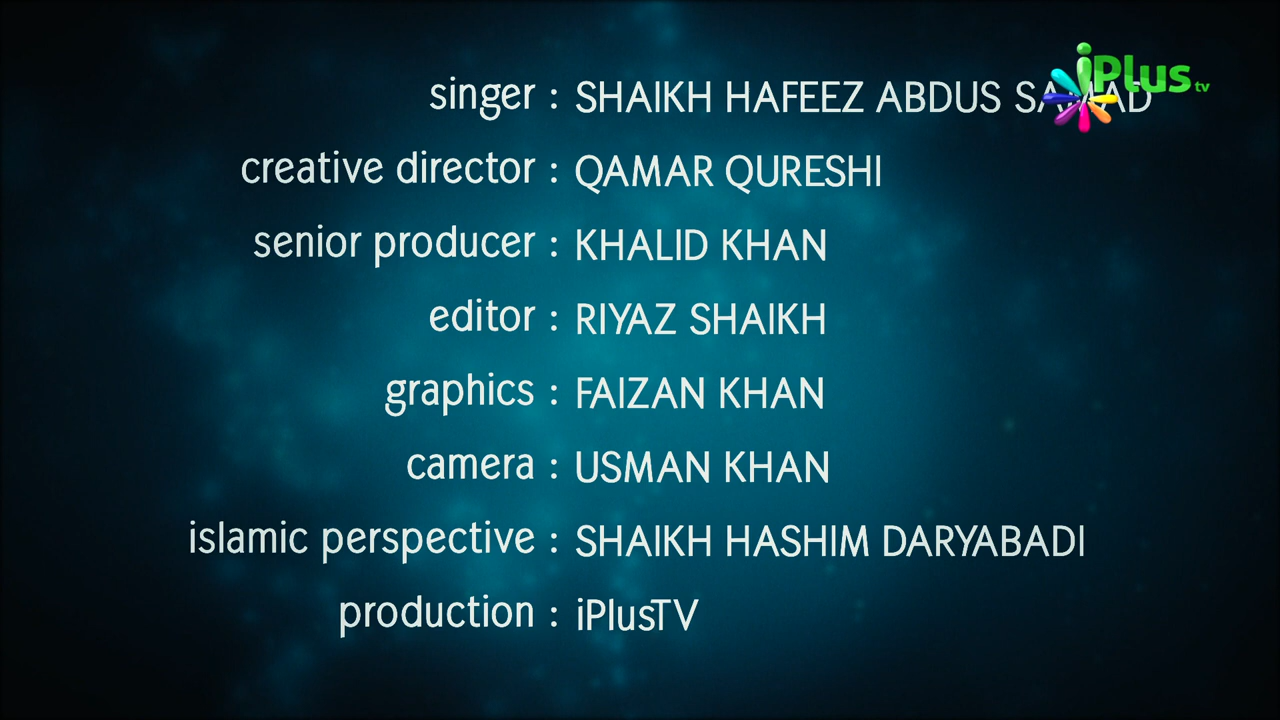 singer : SHAIKH HAFEEZ ABDUS SAMAD
creative director : QAMAR QURESHI
senior producer : KHALID KHAN
editor : RIYAZ SHAIKH
graphics : FAIZAN KHAN
camera : USMAN KHAN
islamic perspective : SHAIKH HASHIM DARYABADI
production : iPlusTV
iPlus tv